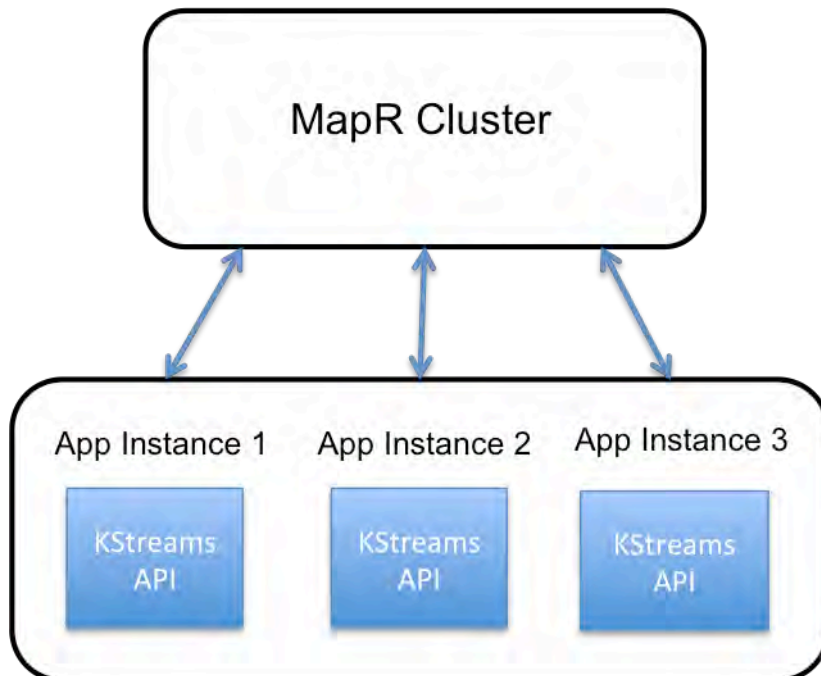 MapR Cluster
App Instance 1
App Instance 2
App Instance 3
KStreams
API
KStreams
API
KStreams
API